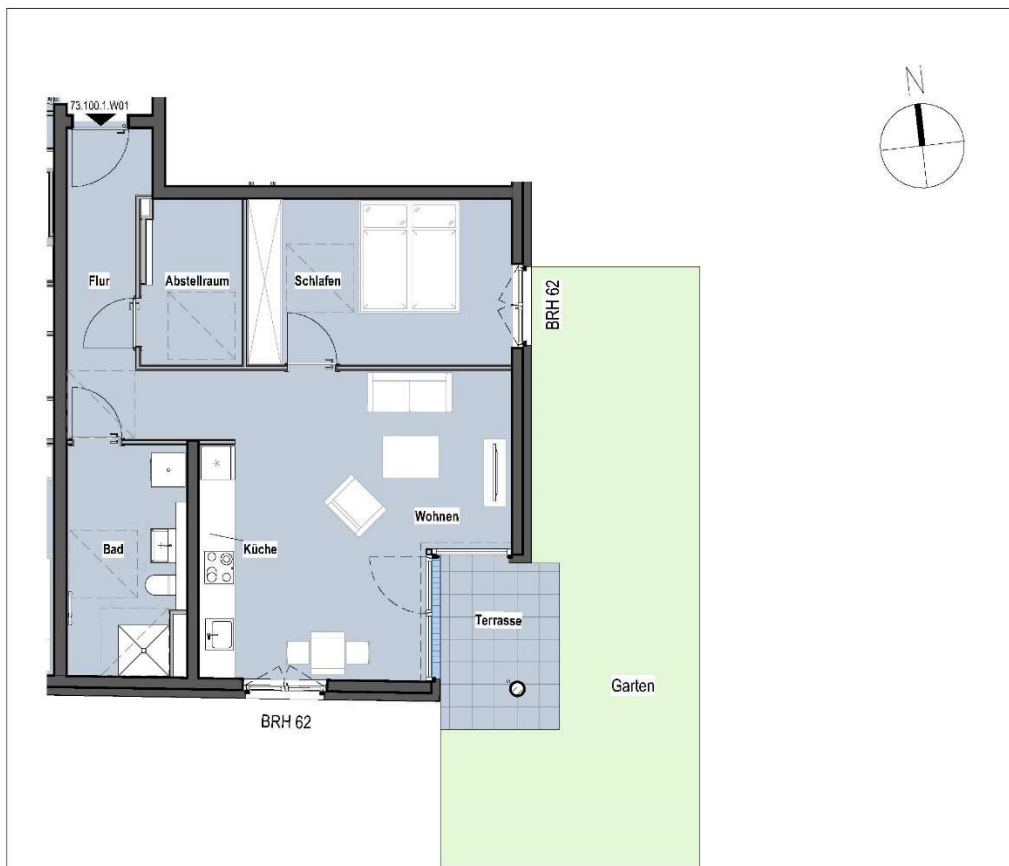 N
73.100.1.W01
Flur
Abstellraum
Schlafen
BRH 62
Wohnen
Bad
Küche
Terrasse
Garten
BRH 62